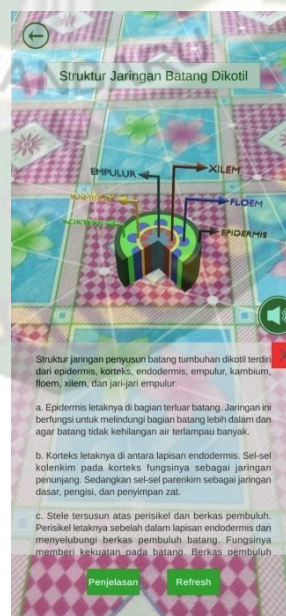 Struktur Jaringan Batang Dikotil
EMPULUR
XILEM
KAMBIUM
FLOEM
KORTEKS
EPIDERMIS
Struktur jaringan penyusun batang tumbuhan dikotil terdiri
dari epidermis, korteks, endodermis, empulur, kambium,
floem, xilem, dan jari-jari empulur.
a. Epidermis letaknya di bagian terluar batang. Jaringan ini
berfungsi untuk melindungi bagian batang lebih dalam dan
agar batang tidak kehilangan air terlampau banyak.
b. Korteks letaknya di antara lapisan endodermis. Sel-sel
kolenkim pada korteks fungsinya sebagai jaringan
penunjang. Sedangkan sel-sel parenkim sebagai jaringan
dasar, pengisi, dan penyimpan zat.
c. Stele tersusun atas perisikel dan berkas pembuluh.
Perisikel letaknya sebelah dalam lapisan endodermis dan
menyelubungi berkas pembuluh batang. Fungsinya
memberi kekuatan pada batang. Berkas pembuluh
Penjelasan
Refresh